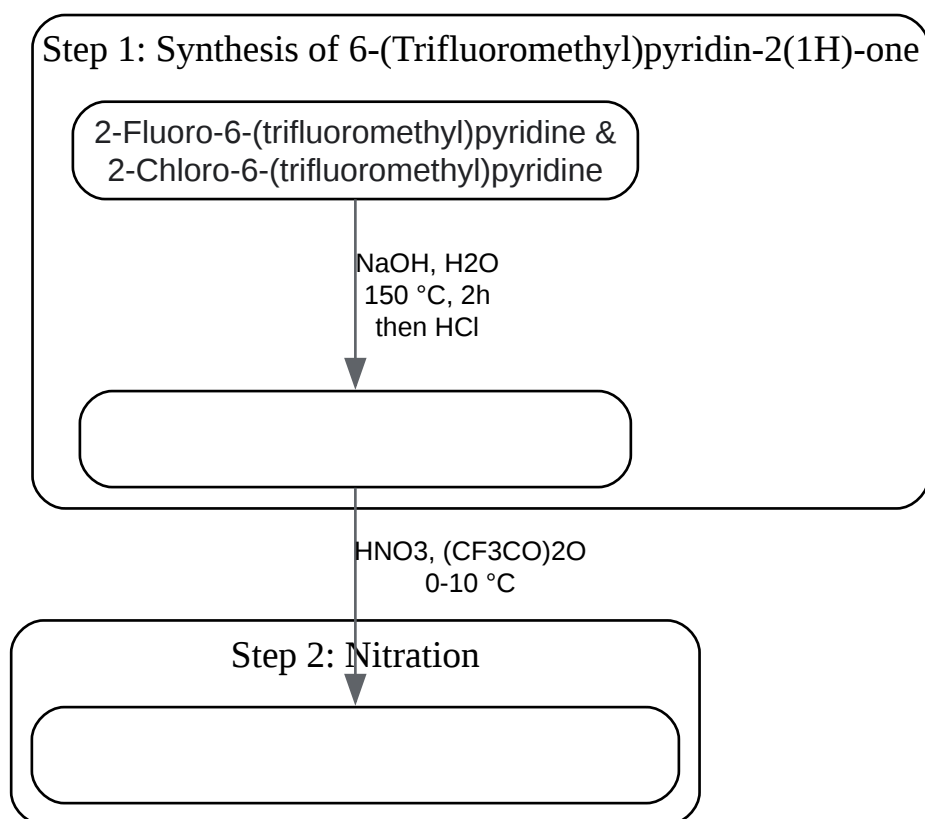 Step 1: Synthesis of 6-(Trifluoromethyl)pyridin-2(1H)-one
2-Fluoro-6-(trifluoromethyl)pyridine &
2-Chloro-6-(trifluoromethyl)pyridine
NaOH, H2O
150 °C, 2h
then HCl
HNO3, (CF3CO)2O
0-10 °C
Step 2: Nitration